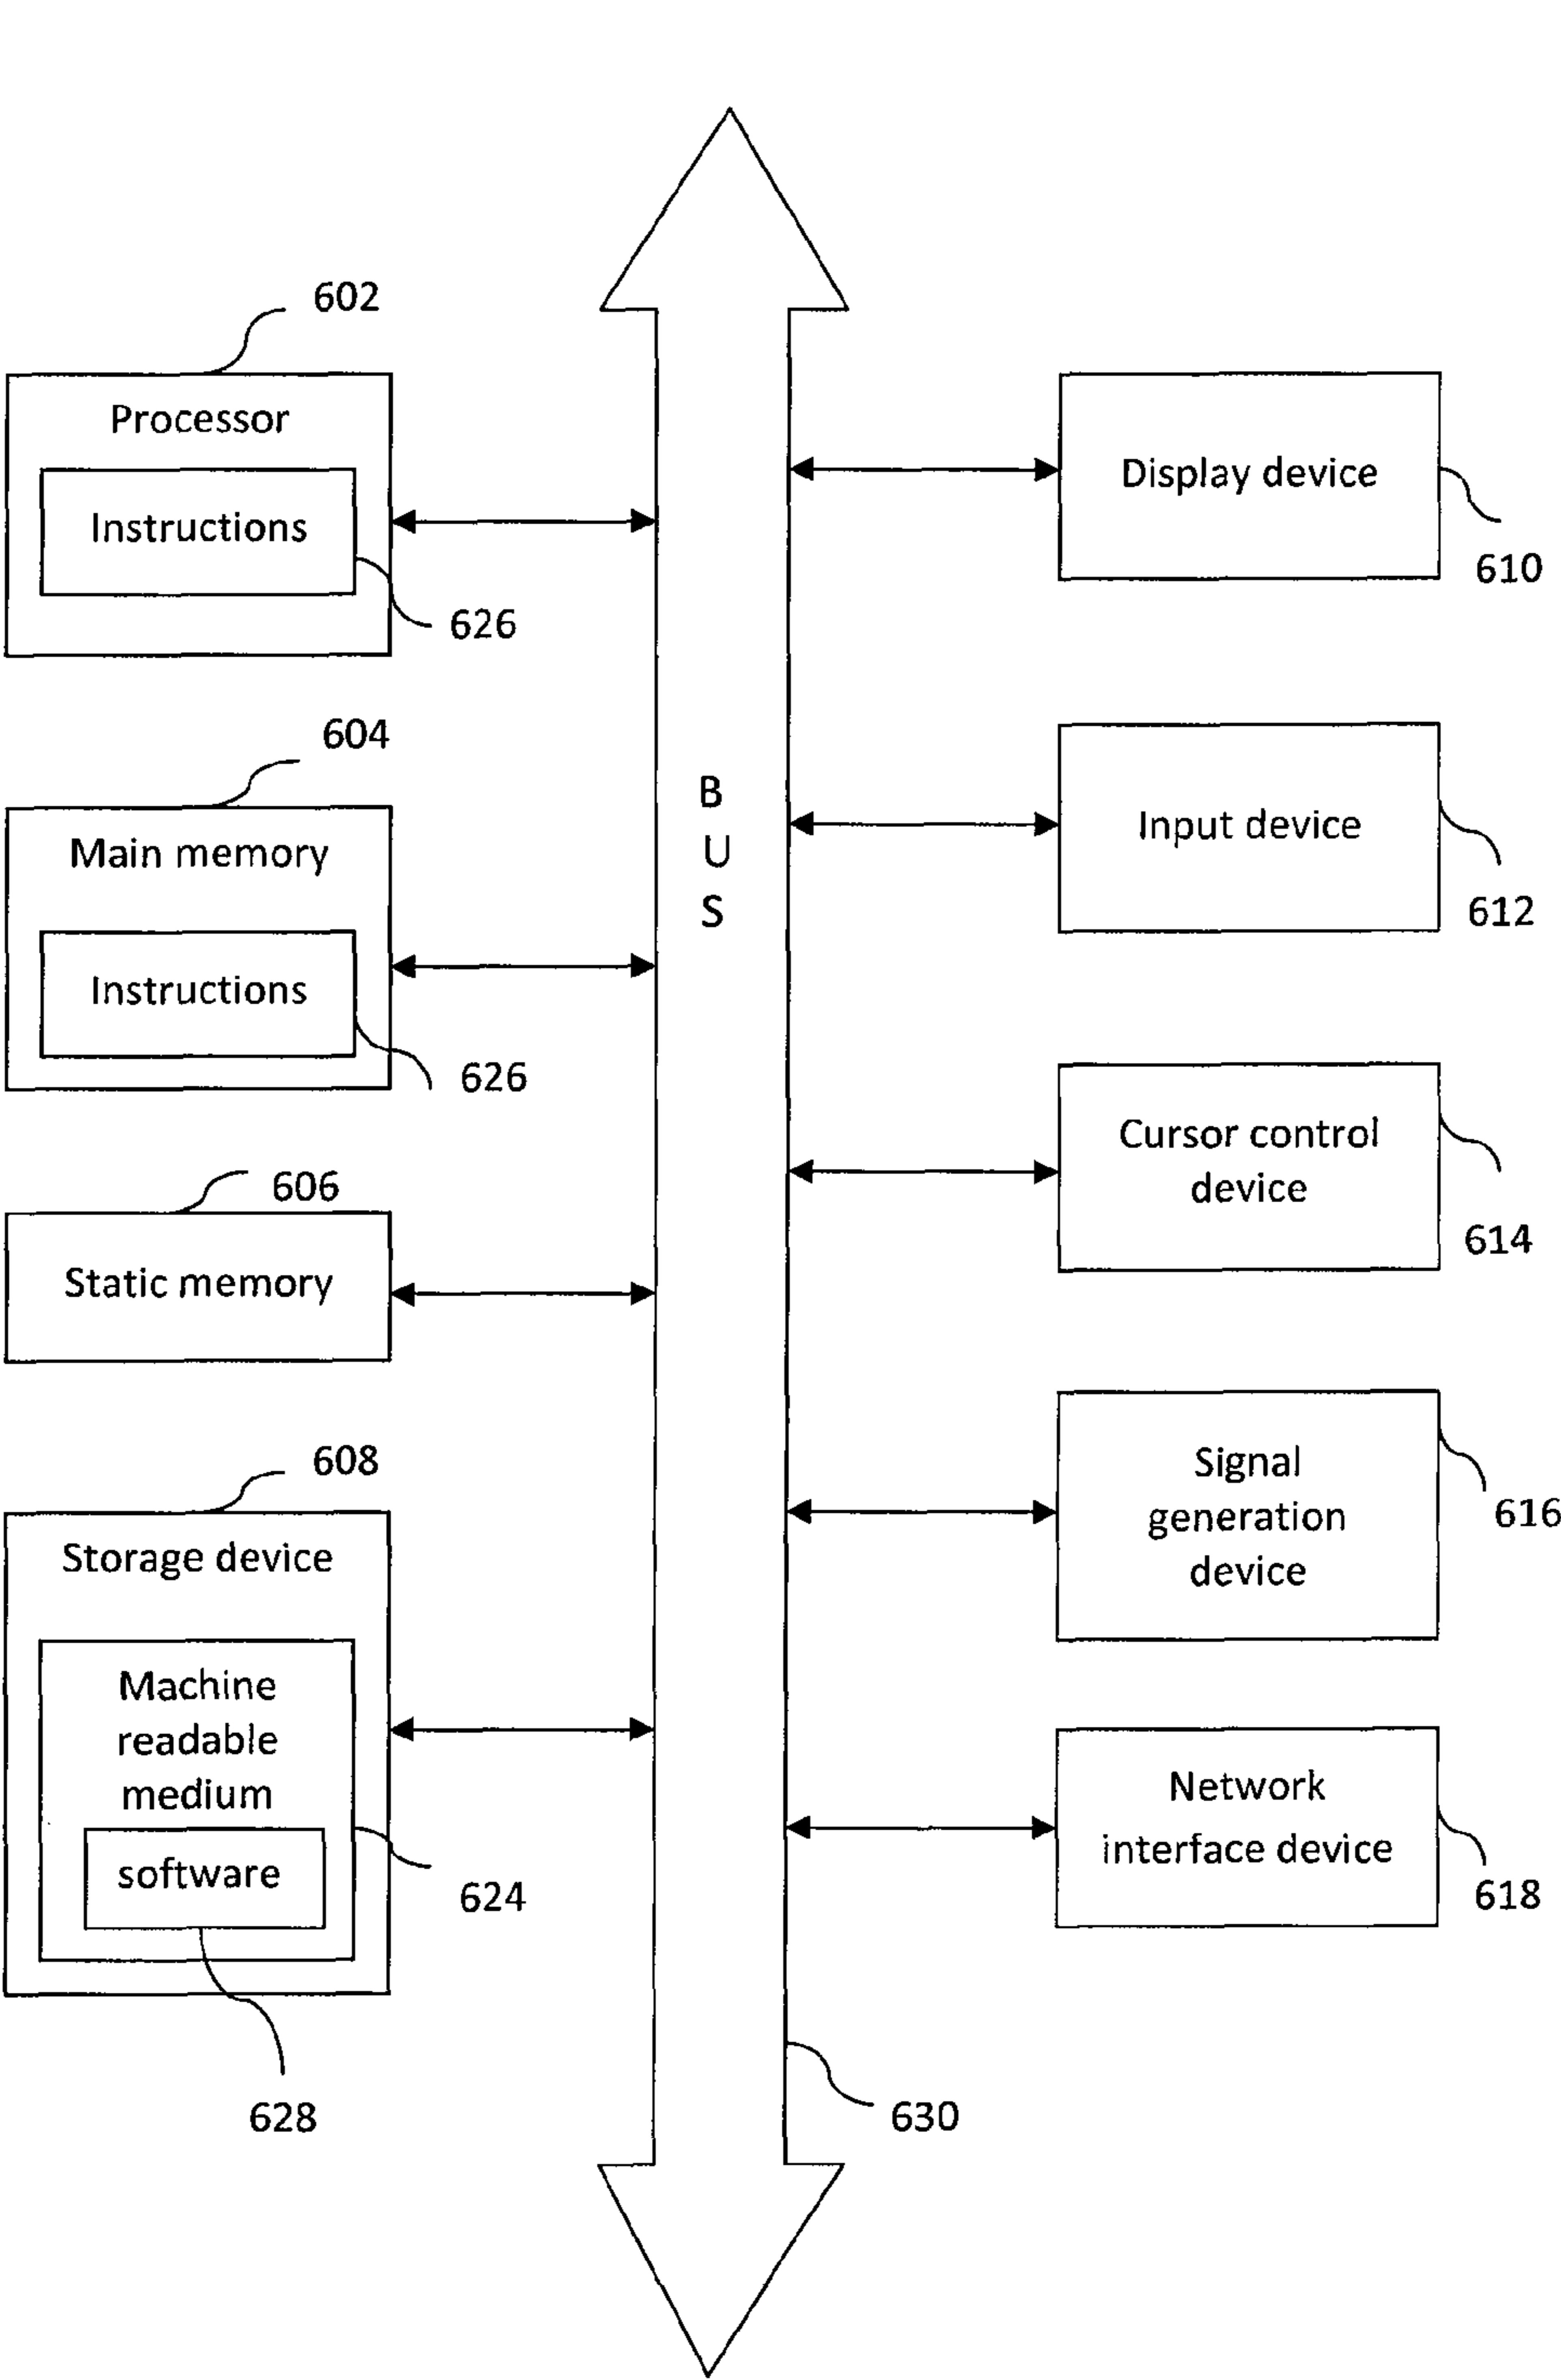 602
Processor
Instructions
626
604
Main memory
Instructions
626
606
Static memory
608
Storage device
Machine
readable
medium
software
624
628
B
U
S
630
Display device
610
Input device
612
Cursor control
device
614
Signal
generation
device
616
Network
interface device
618